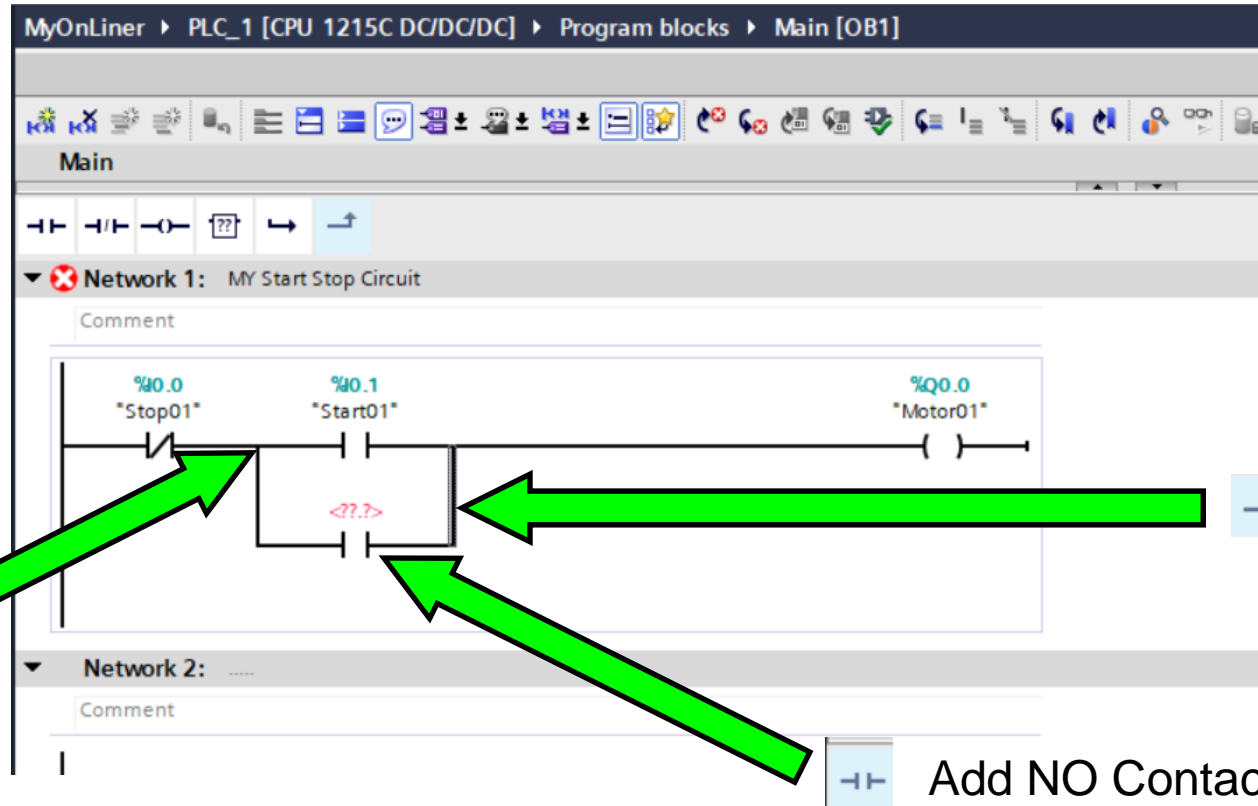 MyOnLiner ▸ PLC_1 [CPU 1215C DC/DC/DC] ▸ Program blocks ▸ Main [OB1]
Main
??
Network 1: MY Start Stop Circuit
Comment
%I0.0 %I0.1 %Q0.0
"Stop01" "Start01" "Motor01"
<??.?>
Network 2: .....
Comment
Add NO Contac